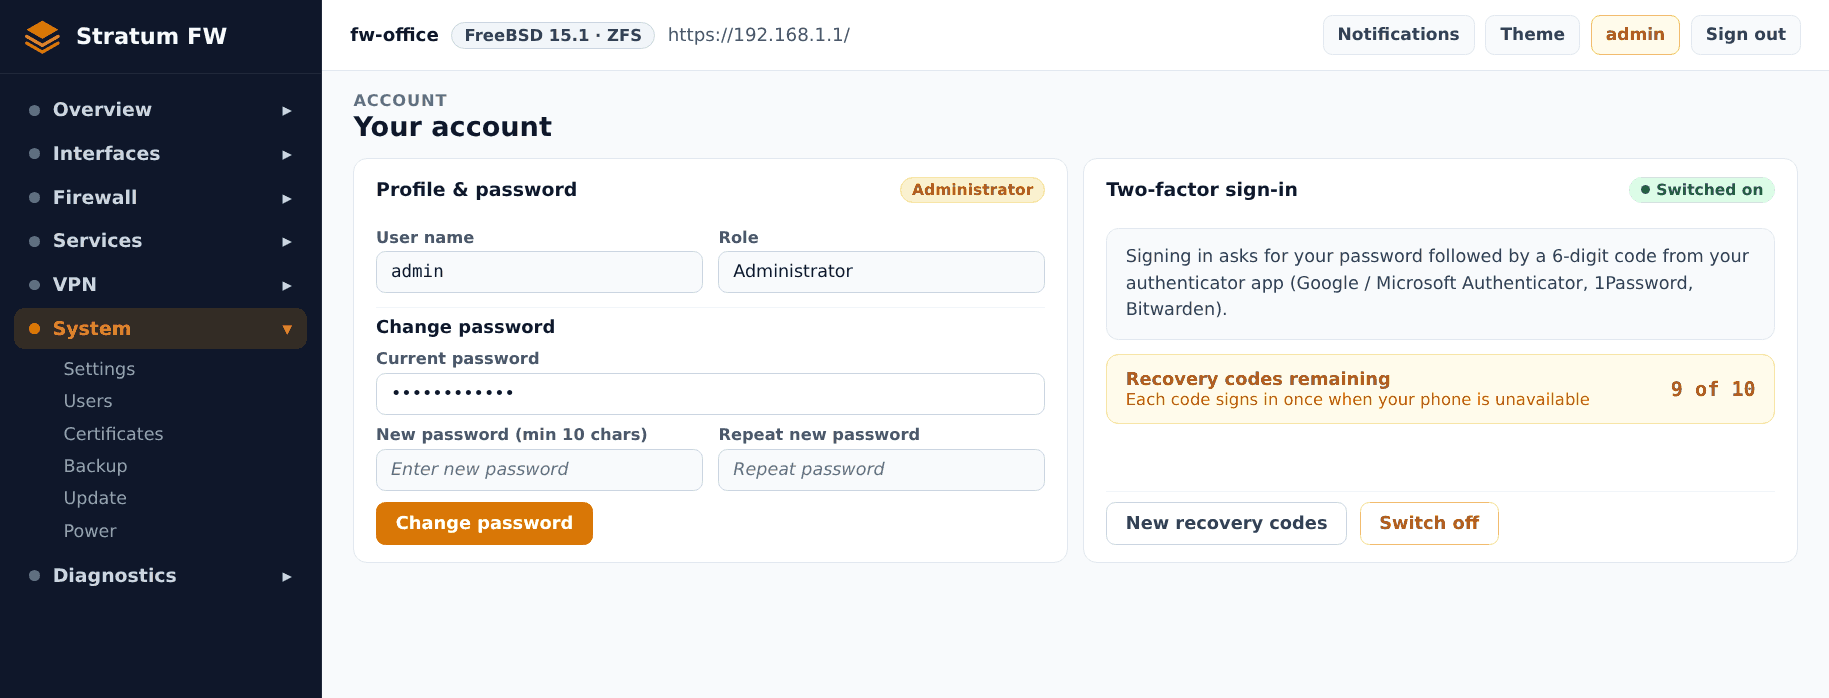 Stratum FW
Overview
Interfaces
Firewall
Services
VPN
System
Settings
Users
Certificates
Backup
Update
Power
Diagnostics
fw-office
FreeBSD 15.1 · ZFS
https://192.168.1.1/
Notifications
Theme
admin
Sign out
ACCOUNT
Your account
Profile & password
Administrator
User name
Role
admin
Administrator
Change password
Current password
••••••••••••
New password (min 10 chars)
Repeat new password
Enter new password
Repeat password
Change password
Two-factor sign-in
Switched on
Signing in asks for your password followed by a 6-digit code from your
authenticator app (Google / Microsoft Authenticator, 1Password,
Bitwarden).
Recovery codes remaining
Each code signs in once when your phone is unavailable
9 of 10
New recovery codes
Switch off